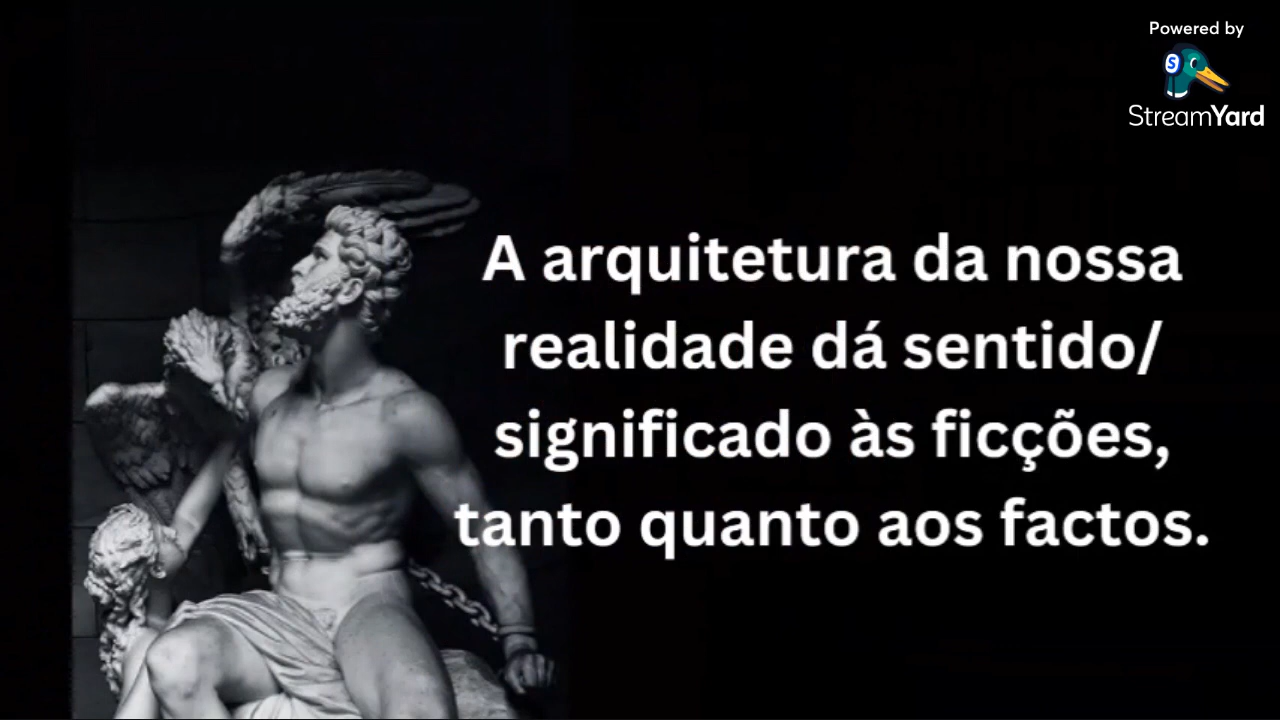 Powered by
StreamYard
A arquitetura da nossa
realidade dá sentido/
significado às ficções,
tanto quanto aos factos.